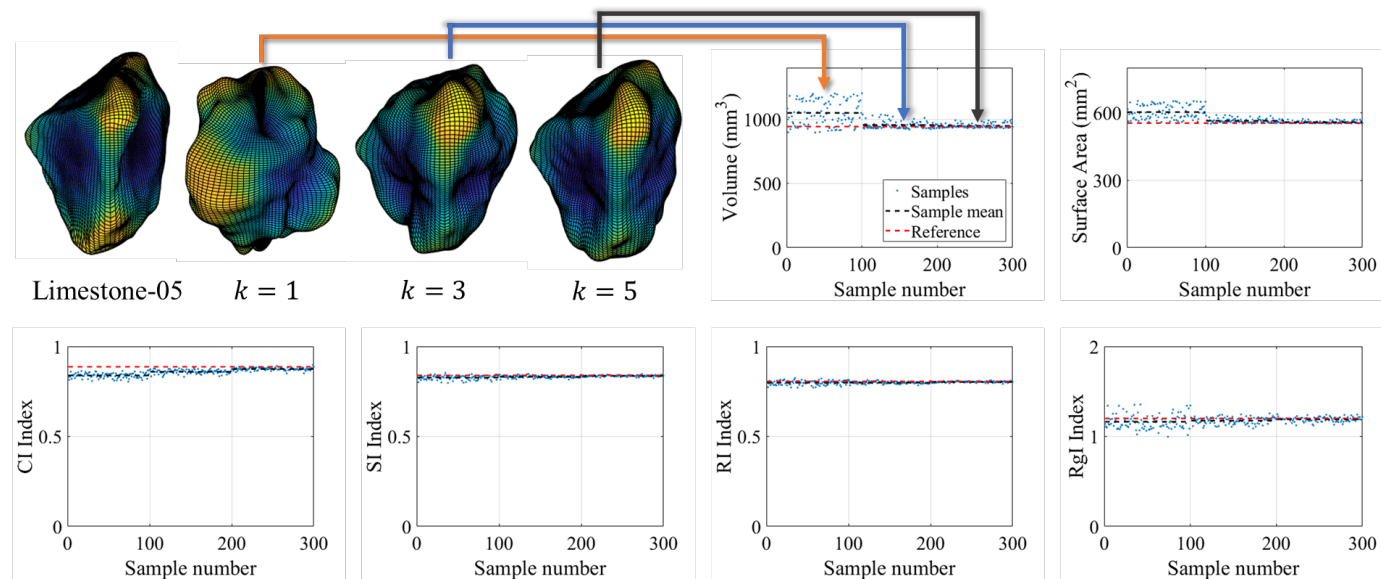 Limestone-05
k = 1
k = 3
k = 5
Volume (mm³)
1000
500
0
0 100 200 300
Sample number
Samples
Sample mean
Reference
Surface Area (mm²)
600
300
0
0 100 200 300
Sample number
CI Index
1
0.5
0
0 100 200 300
Sample number
SI Index
1
0.5
0
0 100 200 300
Sample number
RI Index
1
0.5
0
0 100 200 300
Sample number
RgI Index
2
1
0
0 100 200 300
Sample number